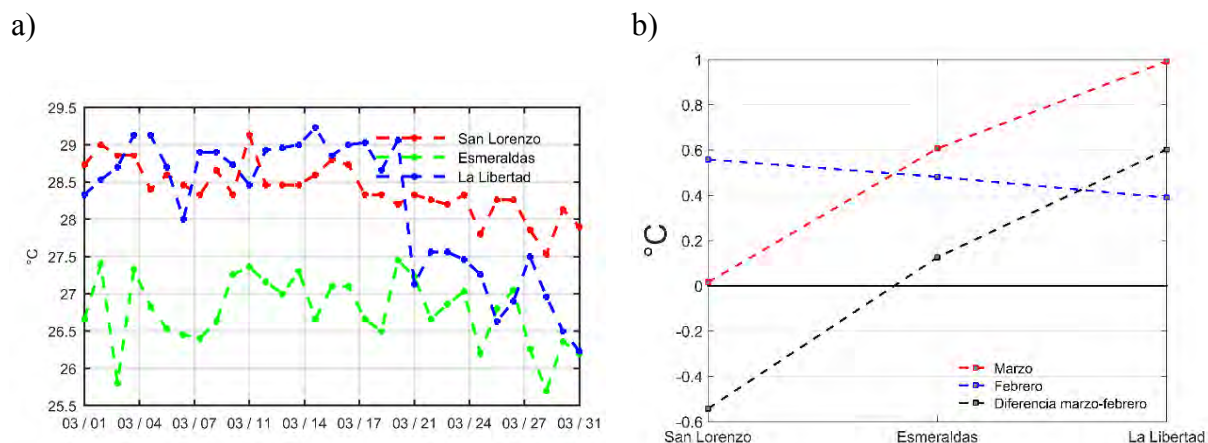 a)
29.5
29
28.5
28
27.5
27
26.5
26
25.5
°C
San Lorenzo
Esmeraldas
La Libertad
03 / 01 03 / 04 03 / 07 03 / 11 03 / 14 03 / 17 03 / 21 03 / 24 03 / 27 03 / 31
b)
1
0.8
0.6
0.4
0.2
0
-0.2
-0.4
-0.6
°C
Marzo
Febrero
Diferencia marzo-febrero
San Lorenzo Esmeraldas La Libertad